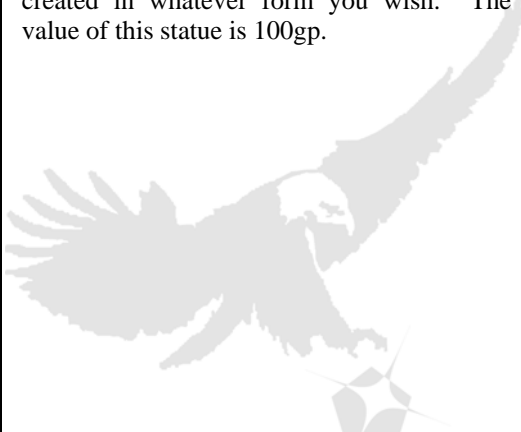 created in whatever form you wish. The
value of this statue is 100gp.